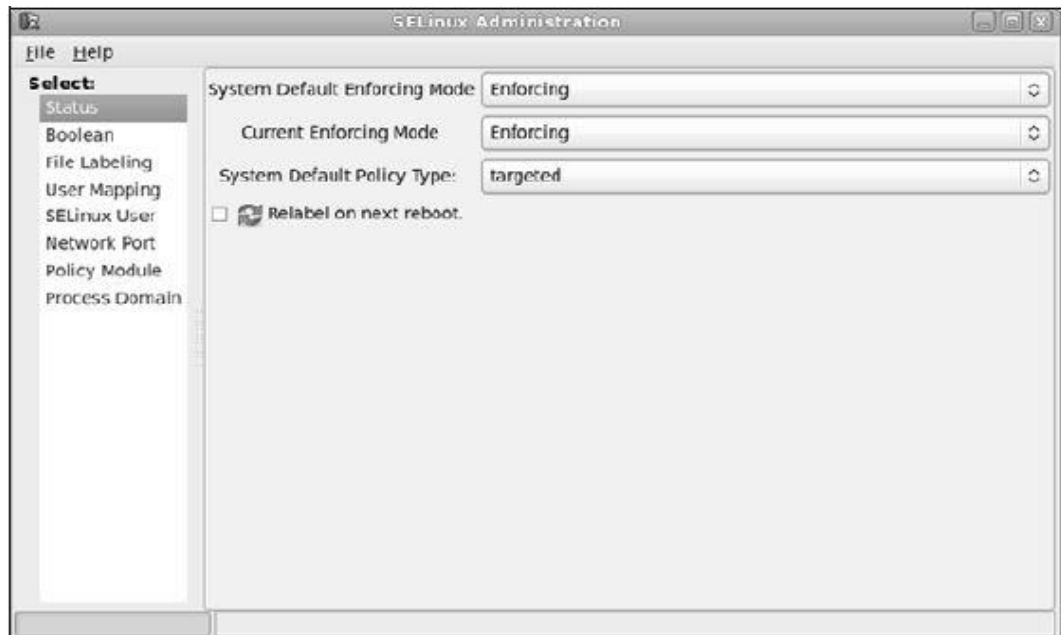 SELinux Administration
File Help
Select:
Status
Boolean
File Labeling
User Mapping
SELinux User
Network Port
Policy Module
Process Domain
System Default Enforcing Mode Enforcing
Current Enforcing Mode Enforcing
System Default Policy Type: targeted
Relabel on next reboot.